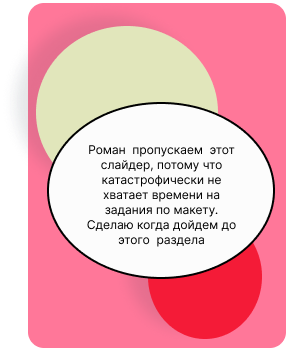 Роман пропускаем этот
слайдер, потому что
катастрофически не
хватает времени на
задания по макету.
Сделаю когда дойдем до
этого раздела